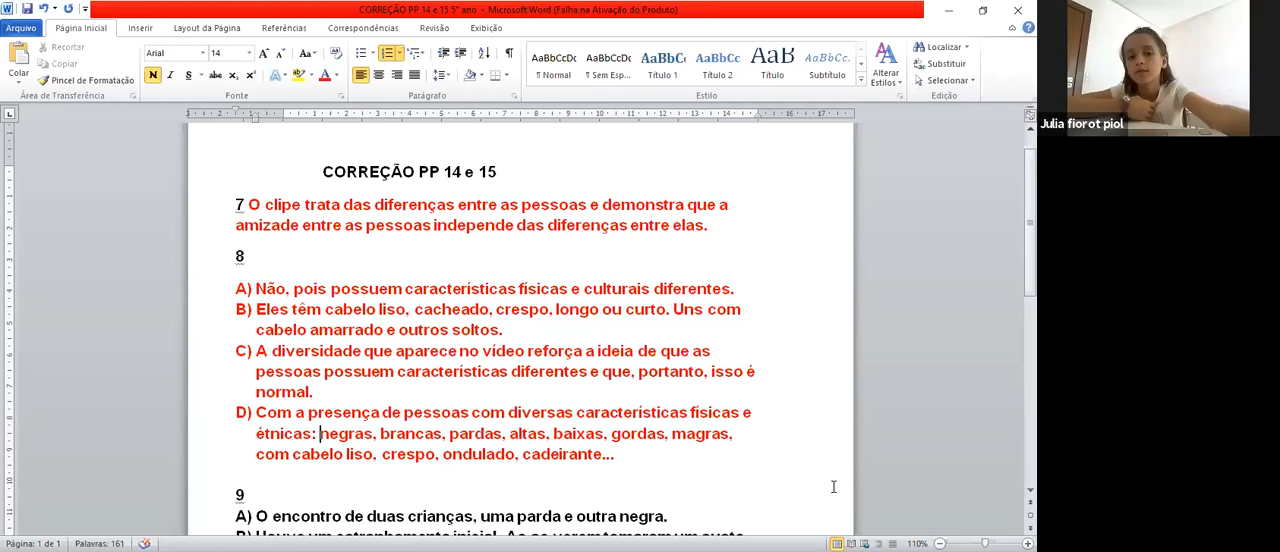 CORREÇÃO PP 14 e 15 5° ano - Microsoft Word (Falha na Ativação do Produto)
Arquivo Página Inicial Inserir Layout da Página Referências Correspondências Revisão Exibição
Colar
Recortar
Copiar
Pincel de Formatação
Área de Transferência
Arial 14
Fonte
Parágrafo
AaBbCcDc AaBbCcDc AaBbC AaBbCc AaB AaBbCc.
¶ Normal ¶ Sem Esp... Título 1 Título 2 Título Subtítulo
Estilo
Alterar
Estilos
Localizar
Substituir
Selecionar
Edição
CORREÇÃO PP 14 e 15
7 O clipe trata das diferenças entre as pessoas e demonstra que a
amizade entre as pessoas independe das diferenças entre elas.
8
A) Não, pois possuem características físicas e culturais diferentes.
B) Eles têm cabelo liso, cacheado, crespo, longo ou curto. Uns com
cabelo amarrado e outros soltos.
C) A diversidade que aparece no vídeo reforça a ideia de que as
pessoas possuem características diferentes e que, portanto, isso é
normal.
D) Com a presença de pessoas com diversas características físicas e
étnicas: negras, brancas, pardas, altas, baixas, gordas, magras,
com cabelo liso, crespo, ondulado, cadeirante...
9
A) O encontro de duas crianças, uma parda e outra negra.
Página: 1 de 1 Palavras: 161 110%
Julia fiorot piol